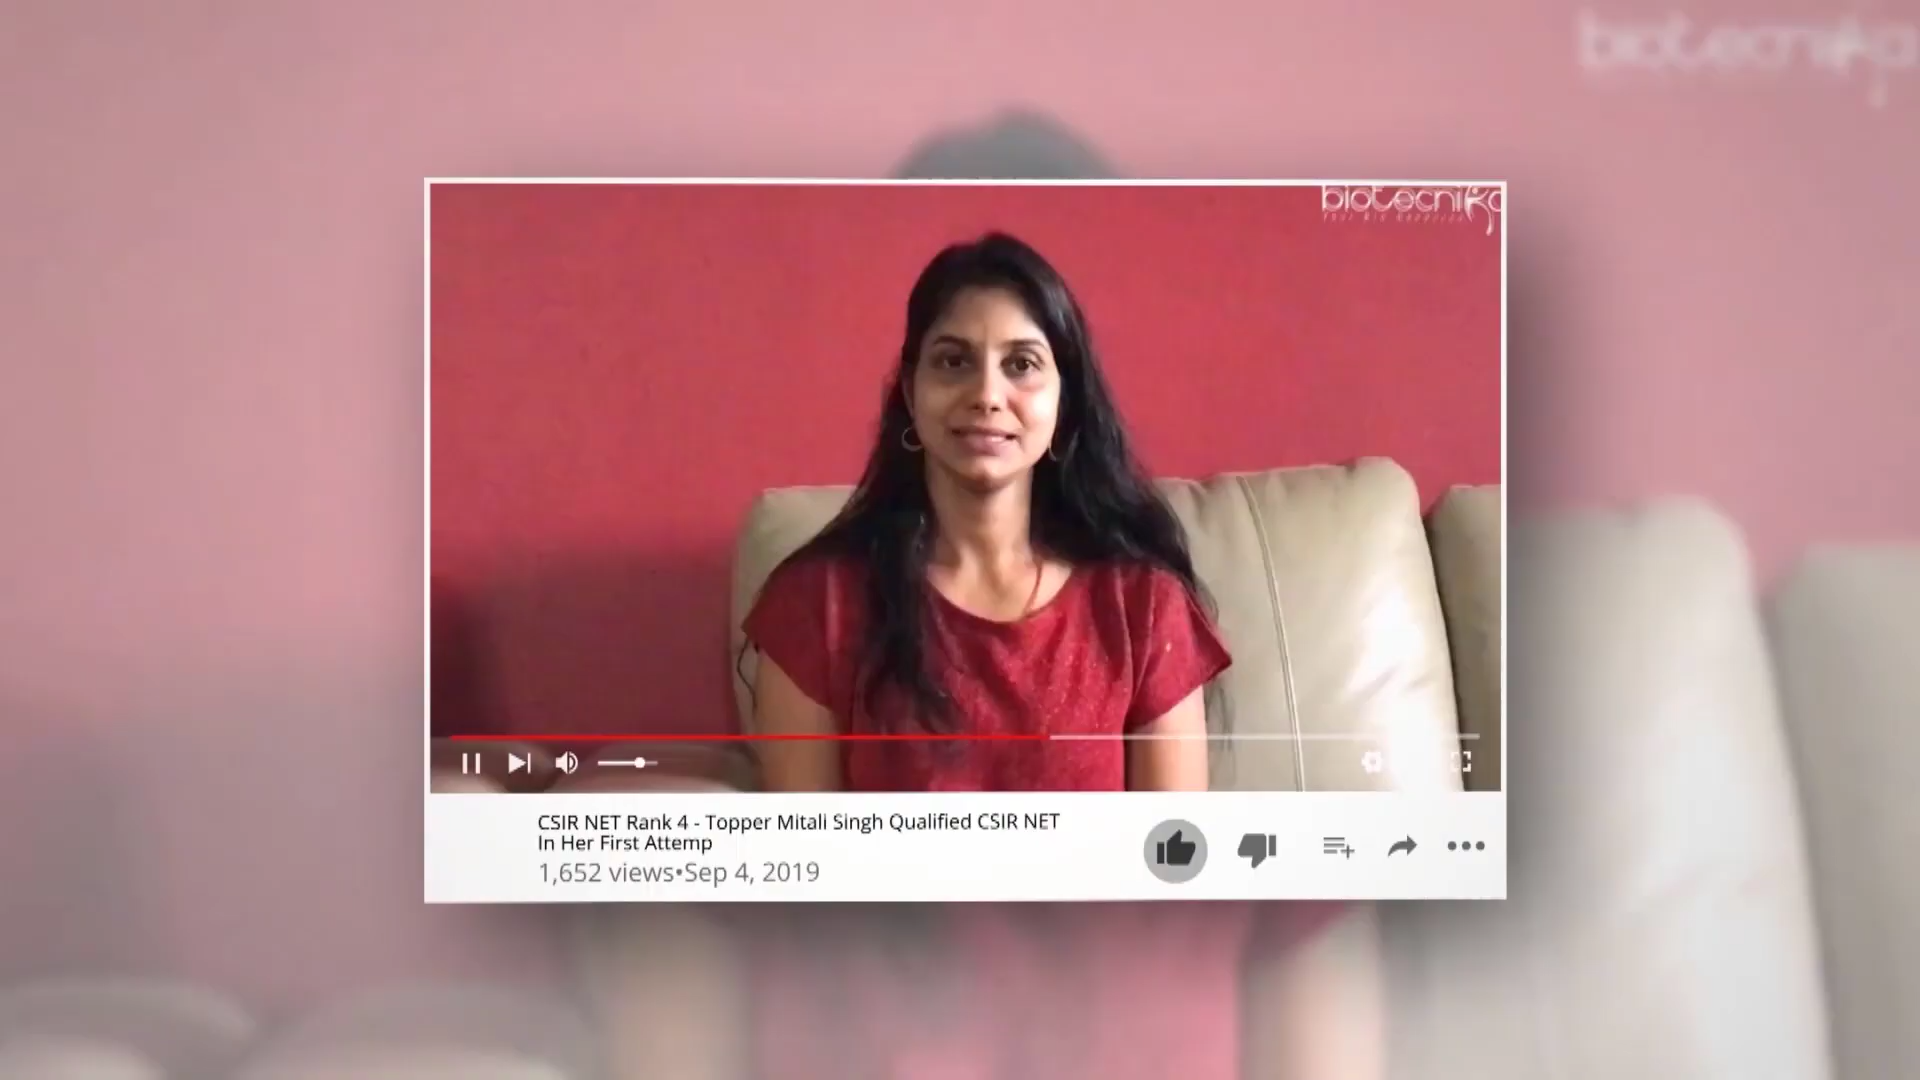 biotecnika
biotecnika
CSIR NET Rank 4 - Topper Mitali Singh Qualified CSIR NET
In Her First Attemp
1,652 views•Sep 4, 2019